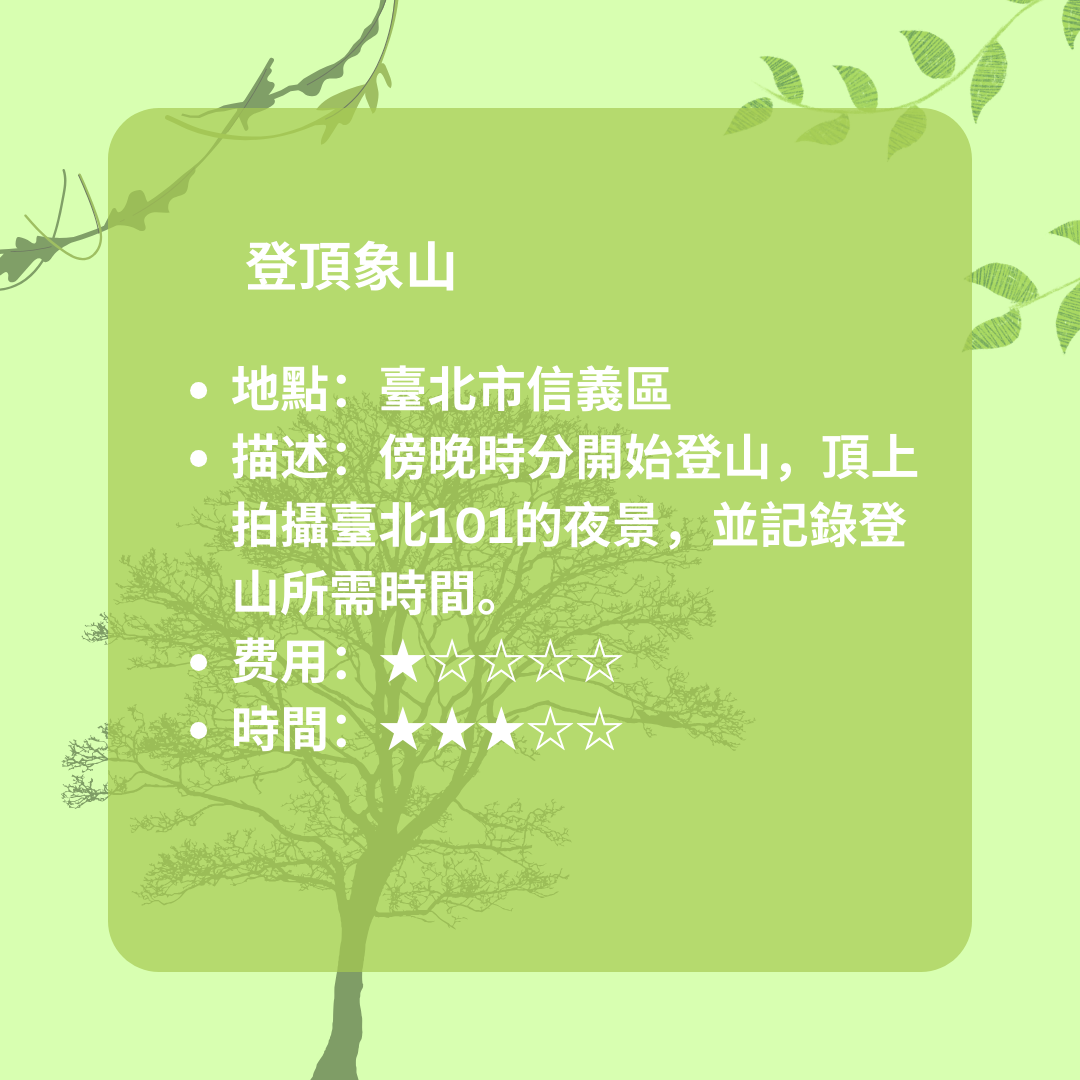 登頂象山
• 地點：臺北市信義區
• 描述：傍晚時分開始登山，頂上
拍攝臺北101的夜景，並記錄登
山所需時間。
• 费用：★☆☆☆☆
• 時間：★★★☆☆